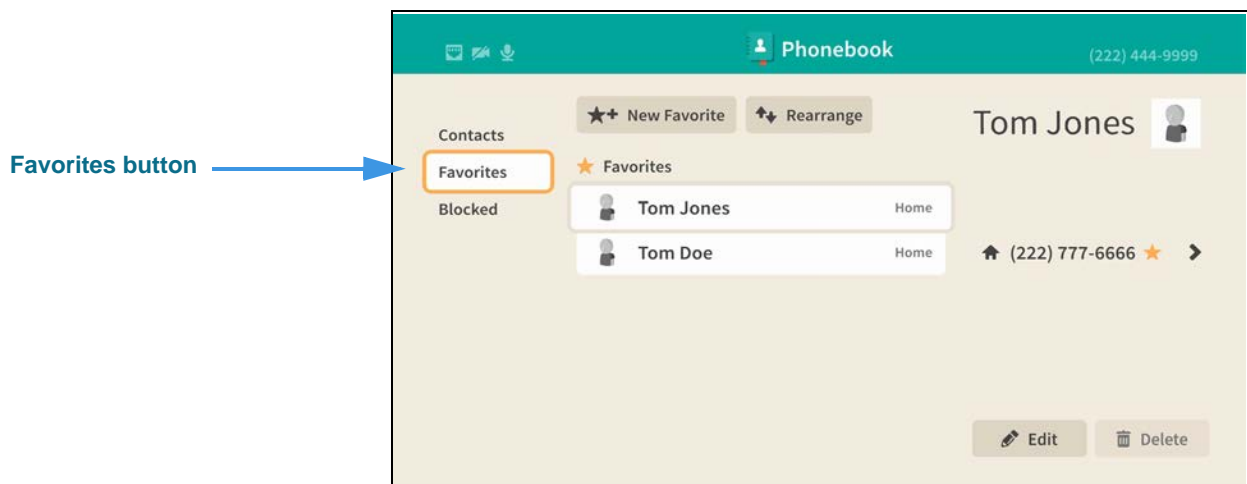 Phonebook
(222) 444-9999
Contacts
Favorites
Blocked
Favorites button
New Favorite
Rearrange
Favorites
Tom Jones Home
Tom Doe Home
Tom Jones
(222) 777-6666
Edit
Delete